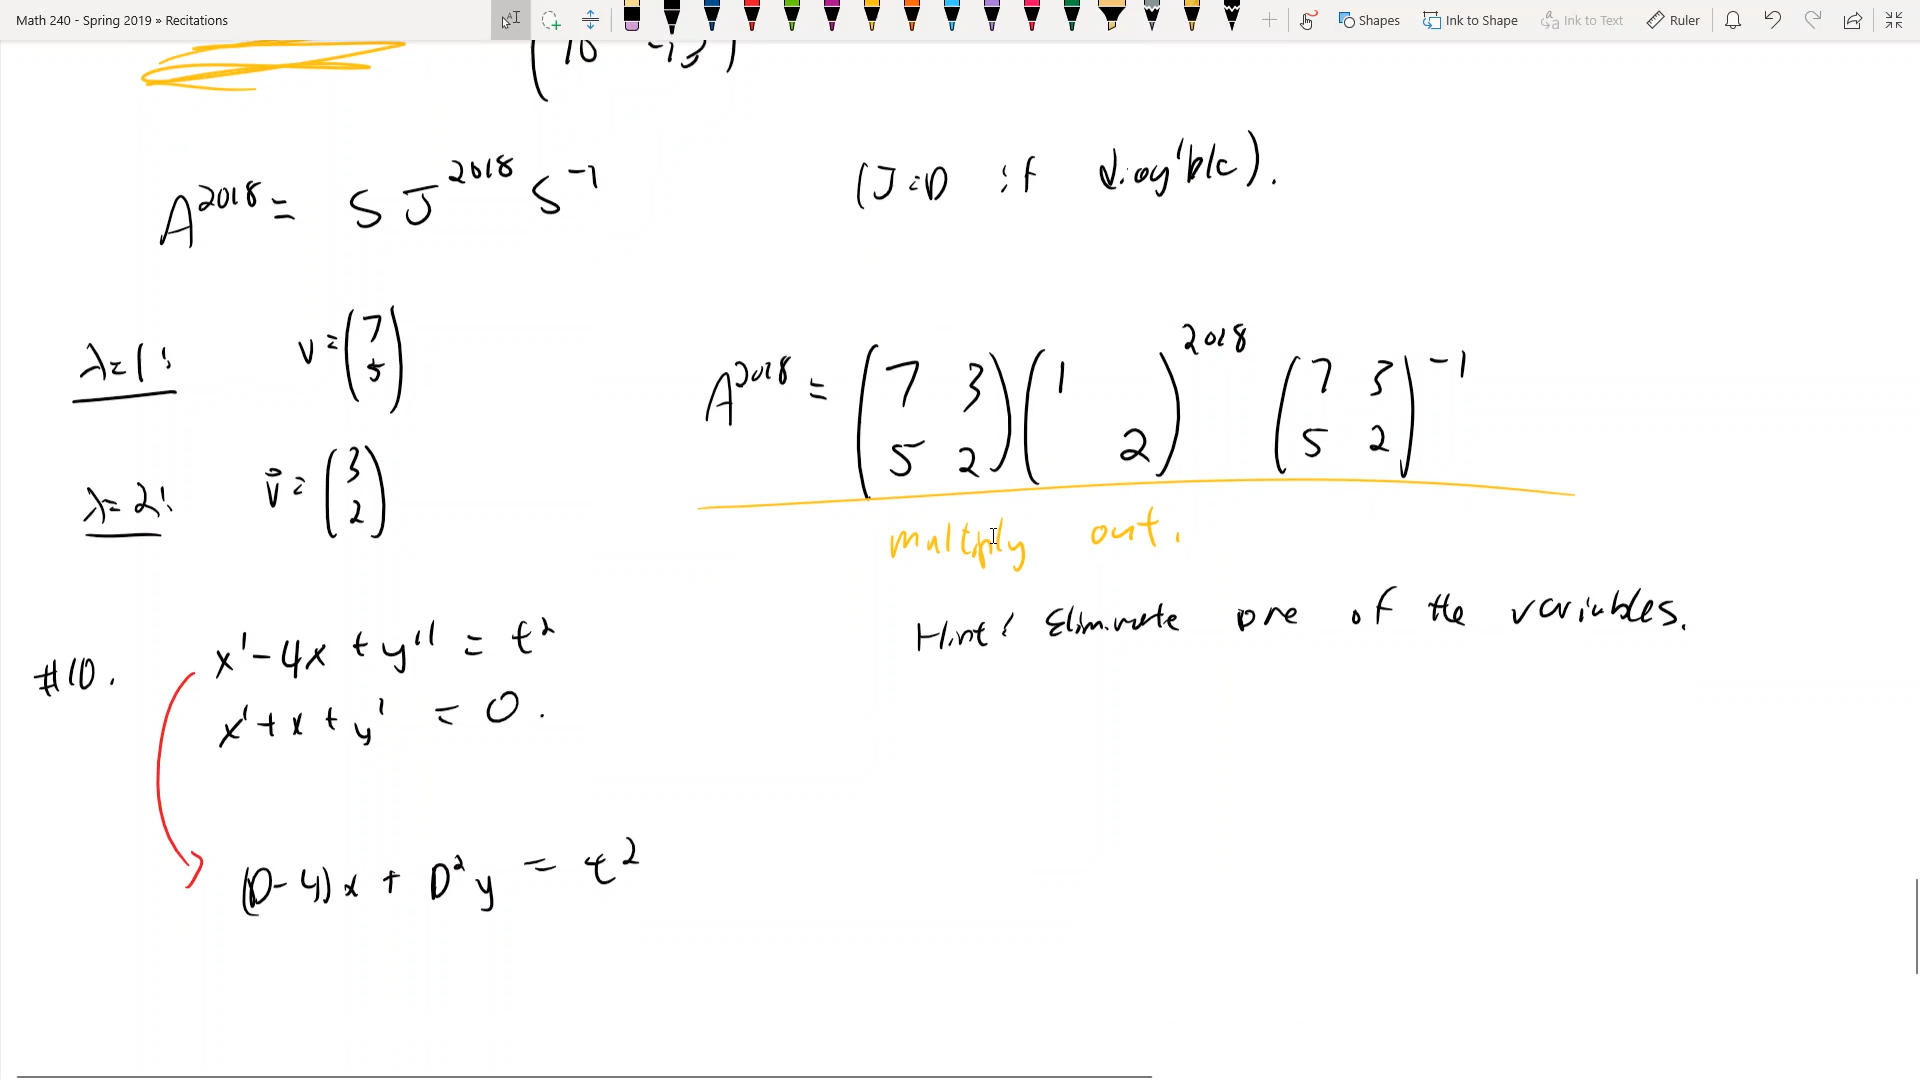 Math 240 - Spring 2019 » Recitations
Shapes Ink to Shape Ink to Text Ruler
10 -13
A^2018 = S J^2018 S^-1 (J=D if diag'ble).
λ=1: v = (7 5)
λ=2: v⃗ = (3 2)
A^2018 = (7 3 5 2) (1 2)^2018 (7 3 5 2)^-1
multiply out.
Hint: Eliminate one of the variables.
#10. x' - 4x + y'' = t^2
x' + x + y' = 0.
(D-4)x + D^2 y = t^2